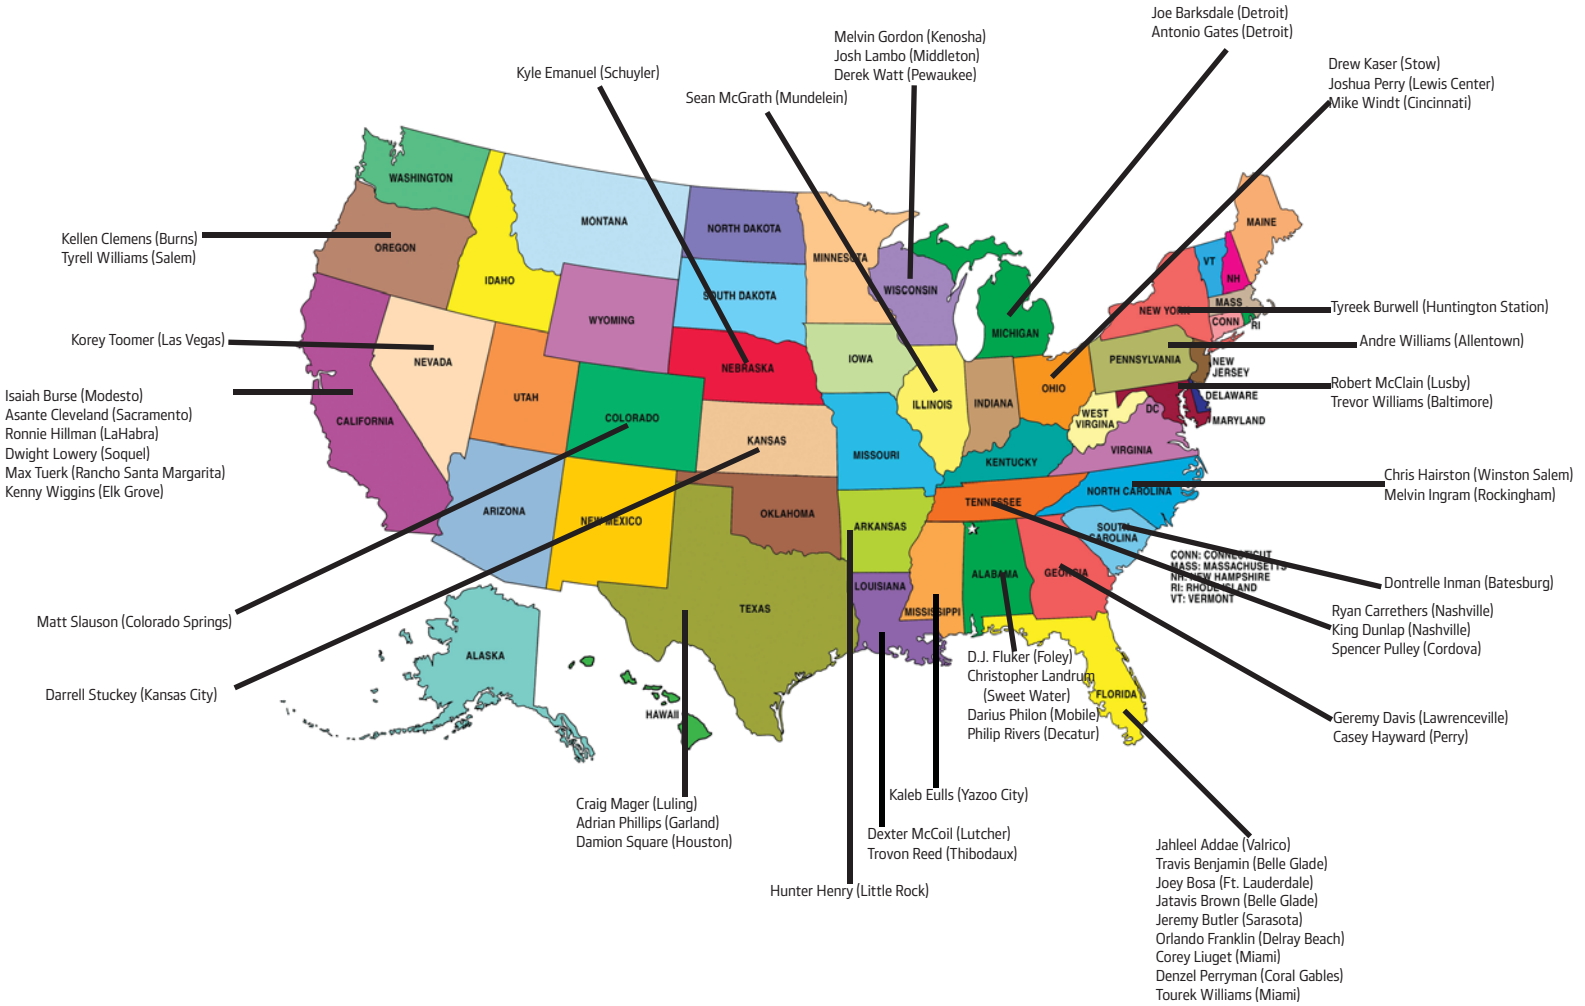 Joe Barksdale (Detroit)
Antonio Gates (Detroit)
Melvin Gordon (Kenosha)
Josh Lambo (Middleton)
Derek Watt (Pewaukee)
Drew Kaser (Stow)
Joshua Perry (Lewis Center)
Mike Windt (Cincinnati)
Kyle Emanuel (Schuyler)
Sean McGrath (Mundelein)
WASHINGTON
MONTANA
NORTH DAKOTA
MINNESOTA
MAINE
Kellen Clemens (Burns)
Tyrell Williams (Salem)
OREGON
IDAHO
SOUTH DAKOTA
WISCONSIN
VT
NH
MASS
WYOMING
MICHIGAN
NEW YORK
CONN
RI
Tyreek Burwell (Huntington Station)
Korey Toomer (Las Vegas)
NEVADA
NEBRASKA
IOWA
PENNSYLVANIA
NEW
JERSEY
Andre Williams (Allentown)
Isaiah Burse (Modesto)
Asante Cleveland (Sacramento)
Ronnie Hillman (LaHabra)
Dwight Lowery (Soquel)
Max Tuerk (Rancho Santa Margarita)
Kenny Wiggins (Elk Grove)
CALIFORNIA
UTAH
COLORADO
KANSAS
ILLINOIS
INDIANA
OHIO
WEST
VIRGINA
DC
DELAWARE
MARYLAND
Robert McClain (Lusby)
Trevor Williams (Baltimore)
MISSOURI
KENTUCKY
VIRGINIA
ARIZONA
NEW MEXICO
OKLAHOMA
ARKANSAS
TENNESSEE
NORTH CAROLINA
Chris Hairston (Winston Salem)
Melvin Ingram (Rockingham)
SOUTH
CAROLINA
CONN: CONNECTICUT
MASS: MASSACHUSETTS
NH: NEW HAMPSHIRE
RI: RHODE ISLAND
VT: VERMONT
TEXAS
LOUISIANA
MISSISSIPPI
ALABAMA
GEORGIA
Dontrelle Inman (Batesburg)
Ryan Carrethers (Nashville)
King Dunlap (Nashville)
Spencer Pulley (Cordova)
Matt Slauson (Colorado Springs)
Darrell Stuckey (Kansas City)
ALASKA
HAWAII
D.J. Fluker (Foley)
Christopher Landrum
(Sweet Water)
Darius Philon (Mobile)
Philip Rivers (Decatur)
FLORIDA
Geremy Davis (Lawrenceville)
Casey Hayward (Perry)
Craig Mager (Luling)
Adrian Phillips (Garland)
Damion Square (Houston)
Kaleb Eulls (Yazoo City)
Dexter McCoil (Lutcher)
Trovon Reed (Thibodaux)
Hunter Henry (Little Rock)
Jahleel Addae (Valrico)
Travis Benjamin (Belle Glade)
Joey Bosa (Ft. Lauderdale)
Jatavis Brown (Belle Glade)
Jeremy Butler (Sarasota)
Orlando Franklin (Delray Beach)
Corey Liuget (Miami)
Denzel Perryman (Coral Gables)
Tourek Williams (Miami)